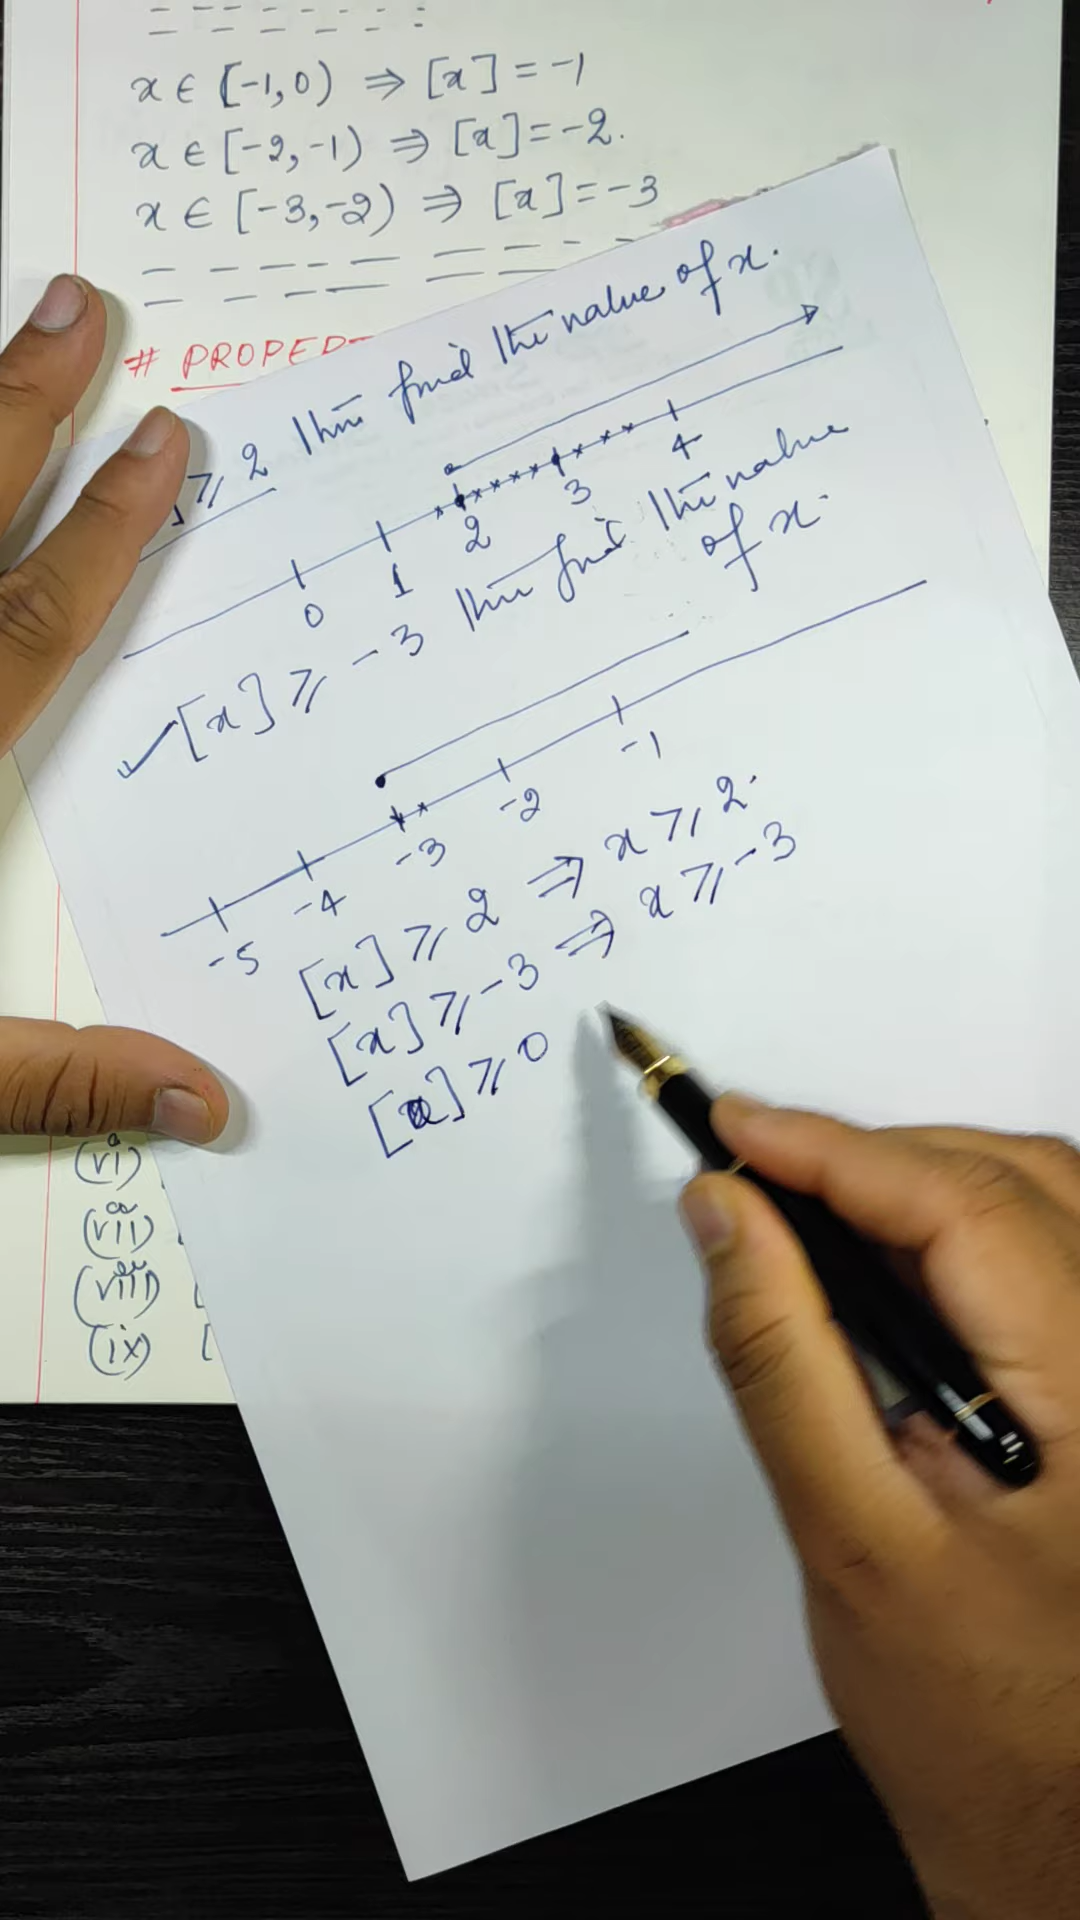 x ∈ [-1,0) ⇒ [x] = -1
x ∈ [-2,-1) ⇒ [x] = -2.
x ∈ [-3,-2) ⇒ [x] = -3
# PROPER
] ⩾ 2 then find the value of x.
0 1 2 3 4
[x] ⩾ -3 then find the value
of x.
-5 -4 -3 -2 -1
[x] ⩾ 2 ⇒ x ⩾ 2.
[x] ⩾ -3 ⇒ x ⩾ -3
[x] ⩾ 0
(vi)
(vii)
(viii) [
(ix) [